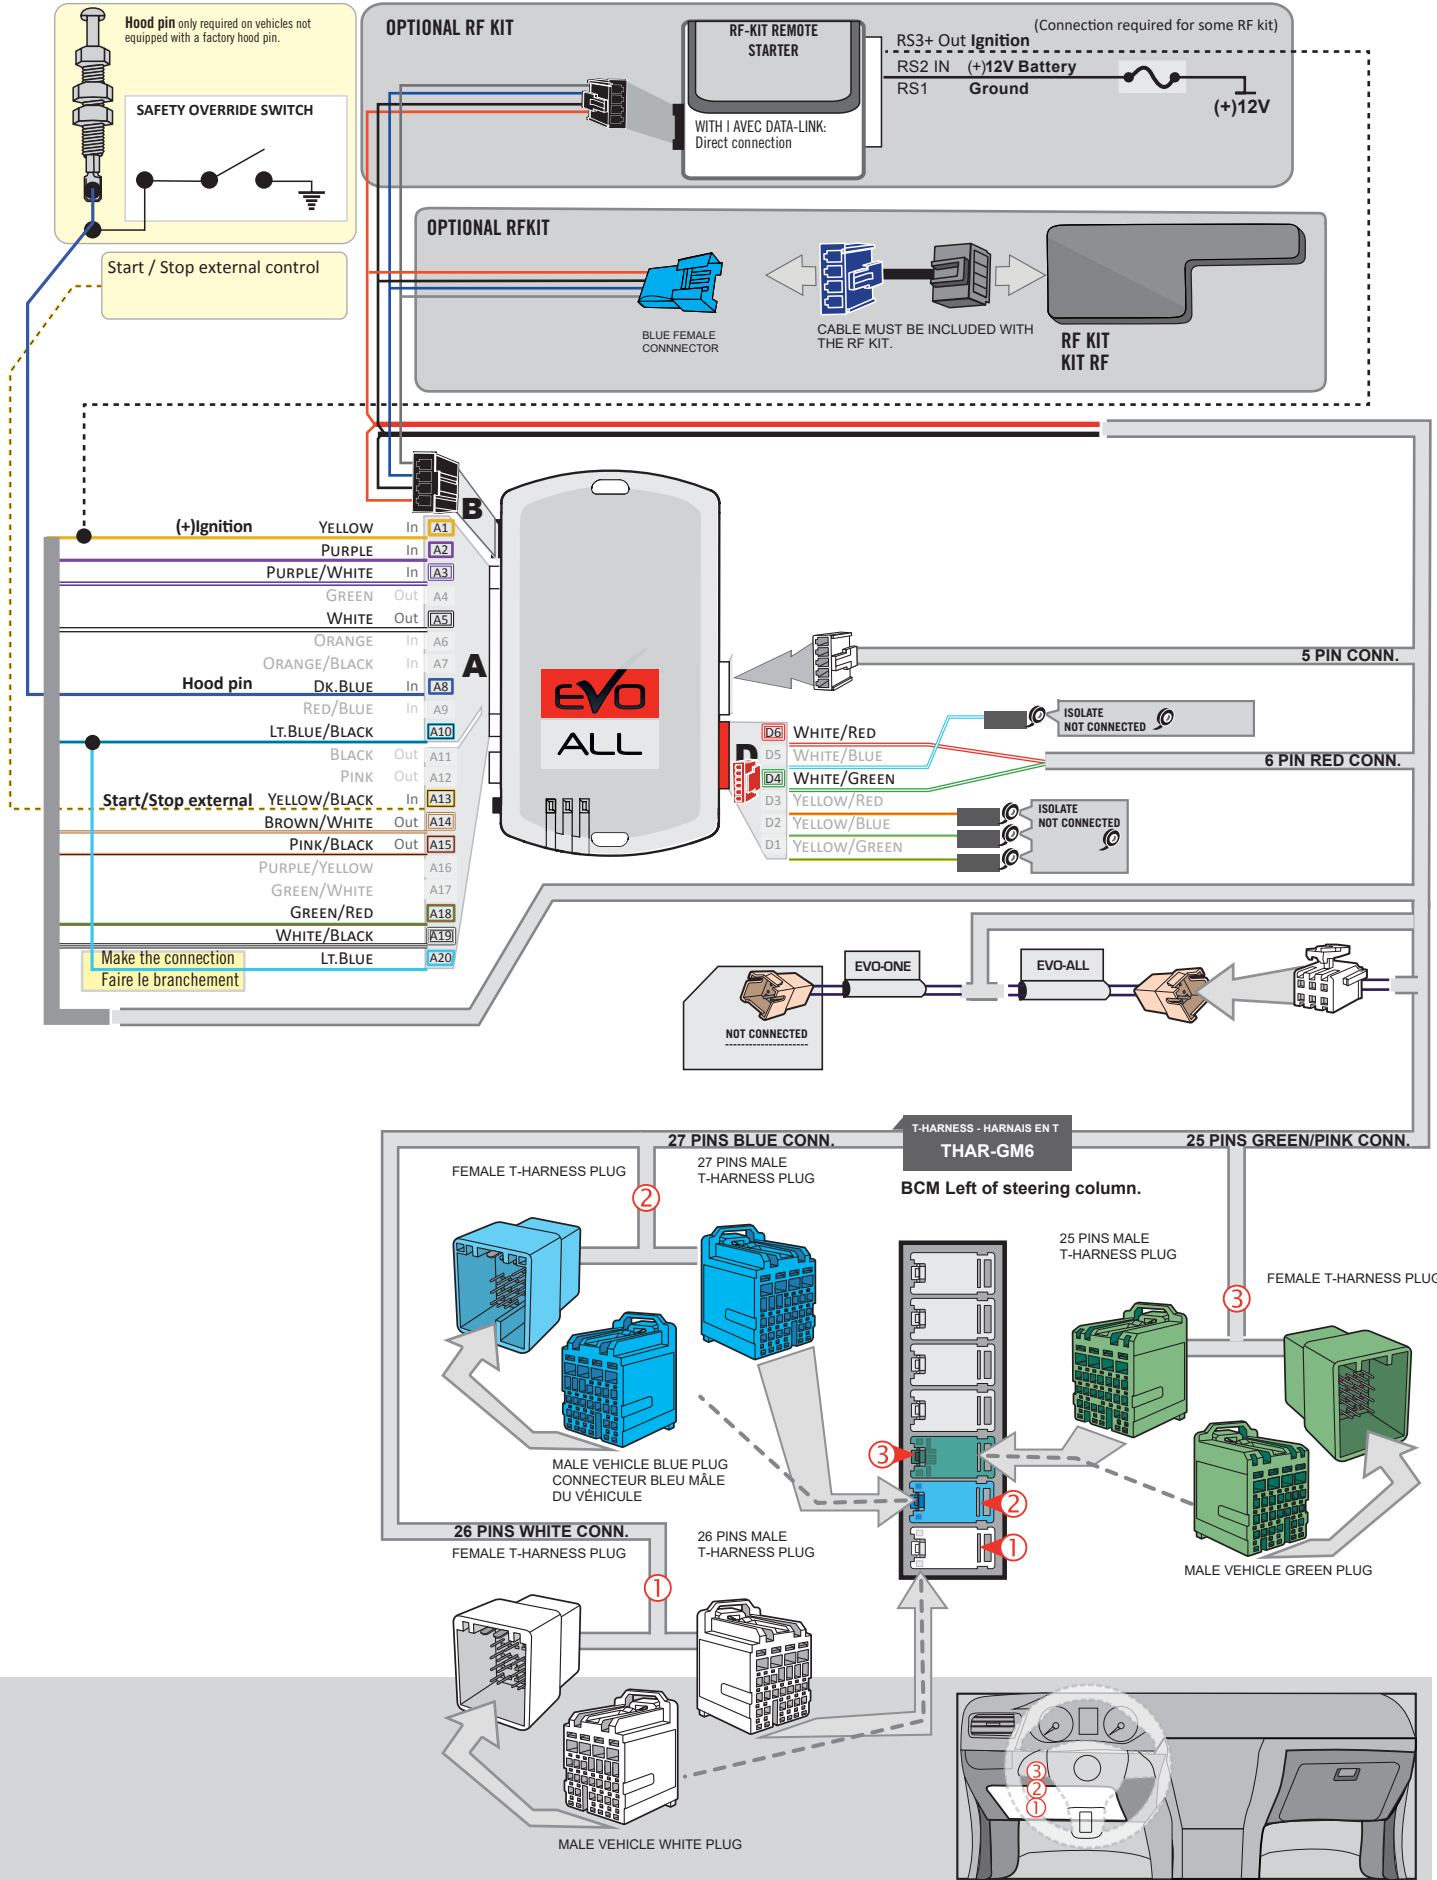 Hood pin only required on vehicles not
equipped with a factory hood pin.
SAFETY OVERRIDE SWITCH
Start / Stop external control
OPTIONAL RF KIT
RF-KIT REMOTE
STARTER
WITH | AVEC DATA-LINK:
Direct connection
(Connection required for some RF kit)
RS3+ Out Ignition
RS2 IN (+)12V Battery
RS1 Ground
(+)12V
OPTIONAL RFKIT
BLUE FEMALE
CONNNECTOR
CABLE MUST BE INCLUDED WITH
THE RF KIT.
RF KIT
KIT RF
B
A
D
(+)Ignition YELLOW In A1
PURPLE In A2
PURPLE/WHITE In A3
GREEN Out A4
WHITE Out A5
ORANGE In A6
ORANGE/BLACK In A7
Hood pin DK.BLUE In A8
RED/BLUE In A9
LT.BLUE/BLACK A10
BLACK Out A11
PINK Out A12
Start/Stop external YELLOW/BLACK In A13
BROWN/WHITE Out A14
PINK/BLACK Out A15
PURPLE/YELLOW A16
GREEN/WHITE A17
GREEN/RED A18
WHITE/BLACK A19
LT.BLUE A20
Make the connection
Faire le branchement
EVO
ALL
5 PIN CONN.
D6 WHITE/RED
D5 WHITE/BLUE
D4 WHITE/GREEN
D3 YELLOW/RED
D2 YELLOW/BLUE
D1 YELLOW/GREEN
ISOLATE
NOT CONNECTED
6 PIN RED CONN.
ISOLATE
NOT CONNECTED
EVO-ONE
EVO-ALL
NOT CONNECTED
T-HARNESS - HARNAIS EN T
THAR-GM6
27 PINS BLUE CONN.
25 PINS GREEN/PINK CONN.
BCM Left of steering column.
FEMALE T-HARNESS PLUG
27 PINS MALE
T-HARNESS PLUG
2
25 PINS MALE
T-HARNESS PLUG
FEMALE T-HARNESS PLUG
3
MALE VEHICLE BLUE PLUG
CONNECTEUR BLEU MÂLE
DU VÉHICULE
3
2
1
MALE VEHICLE GREEN PLUG
26 PINS WHITE CONN.
FEMALE T-HARNESS PLUG
26 PINS MALE
T-HARNESS PLUG
1
MALE VEHICLE WHITE PLUG
3
2
1